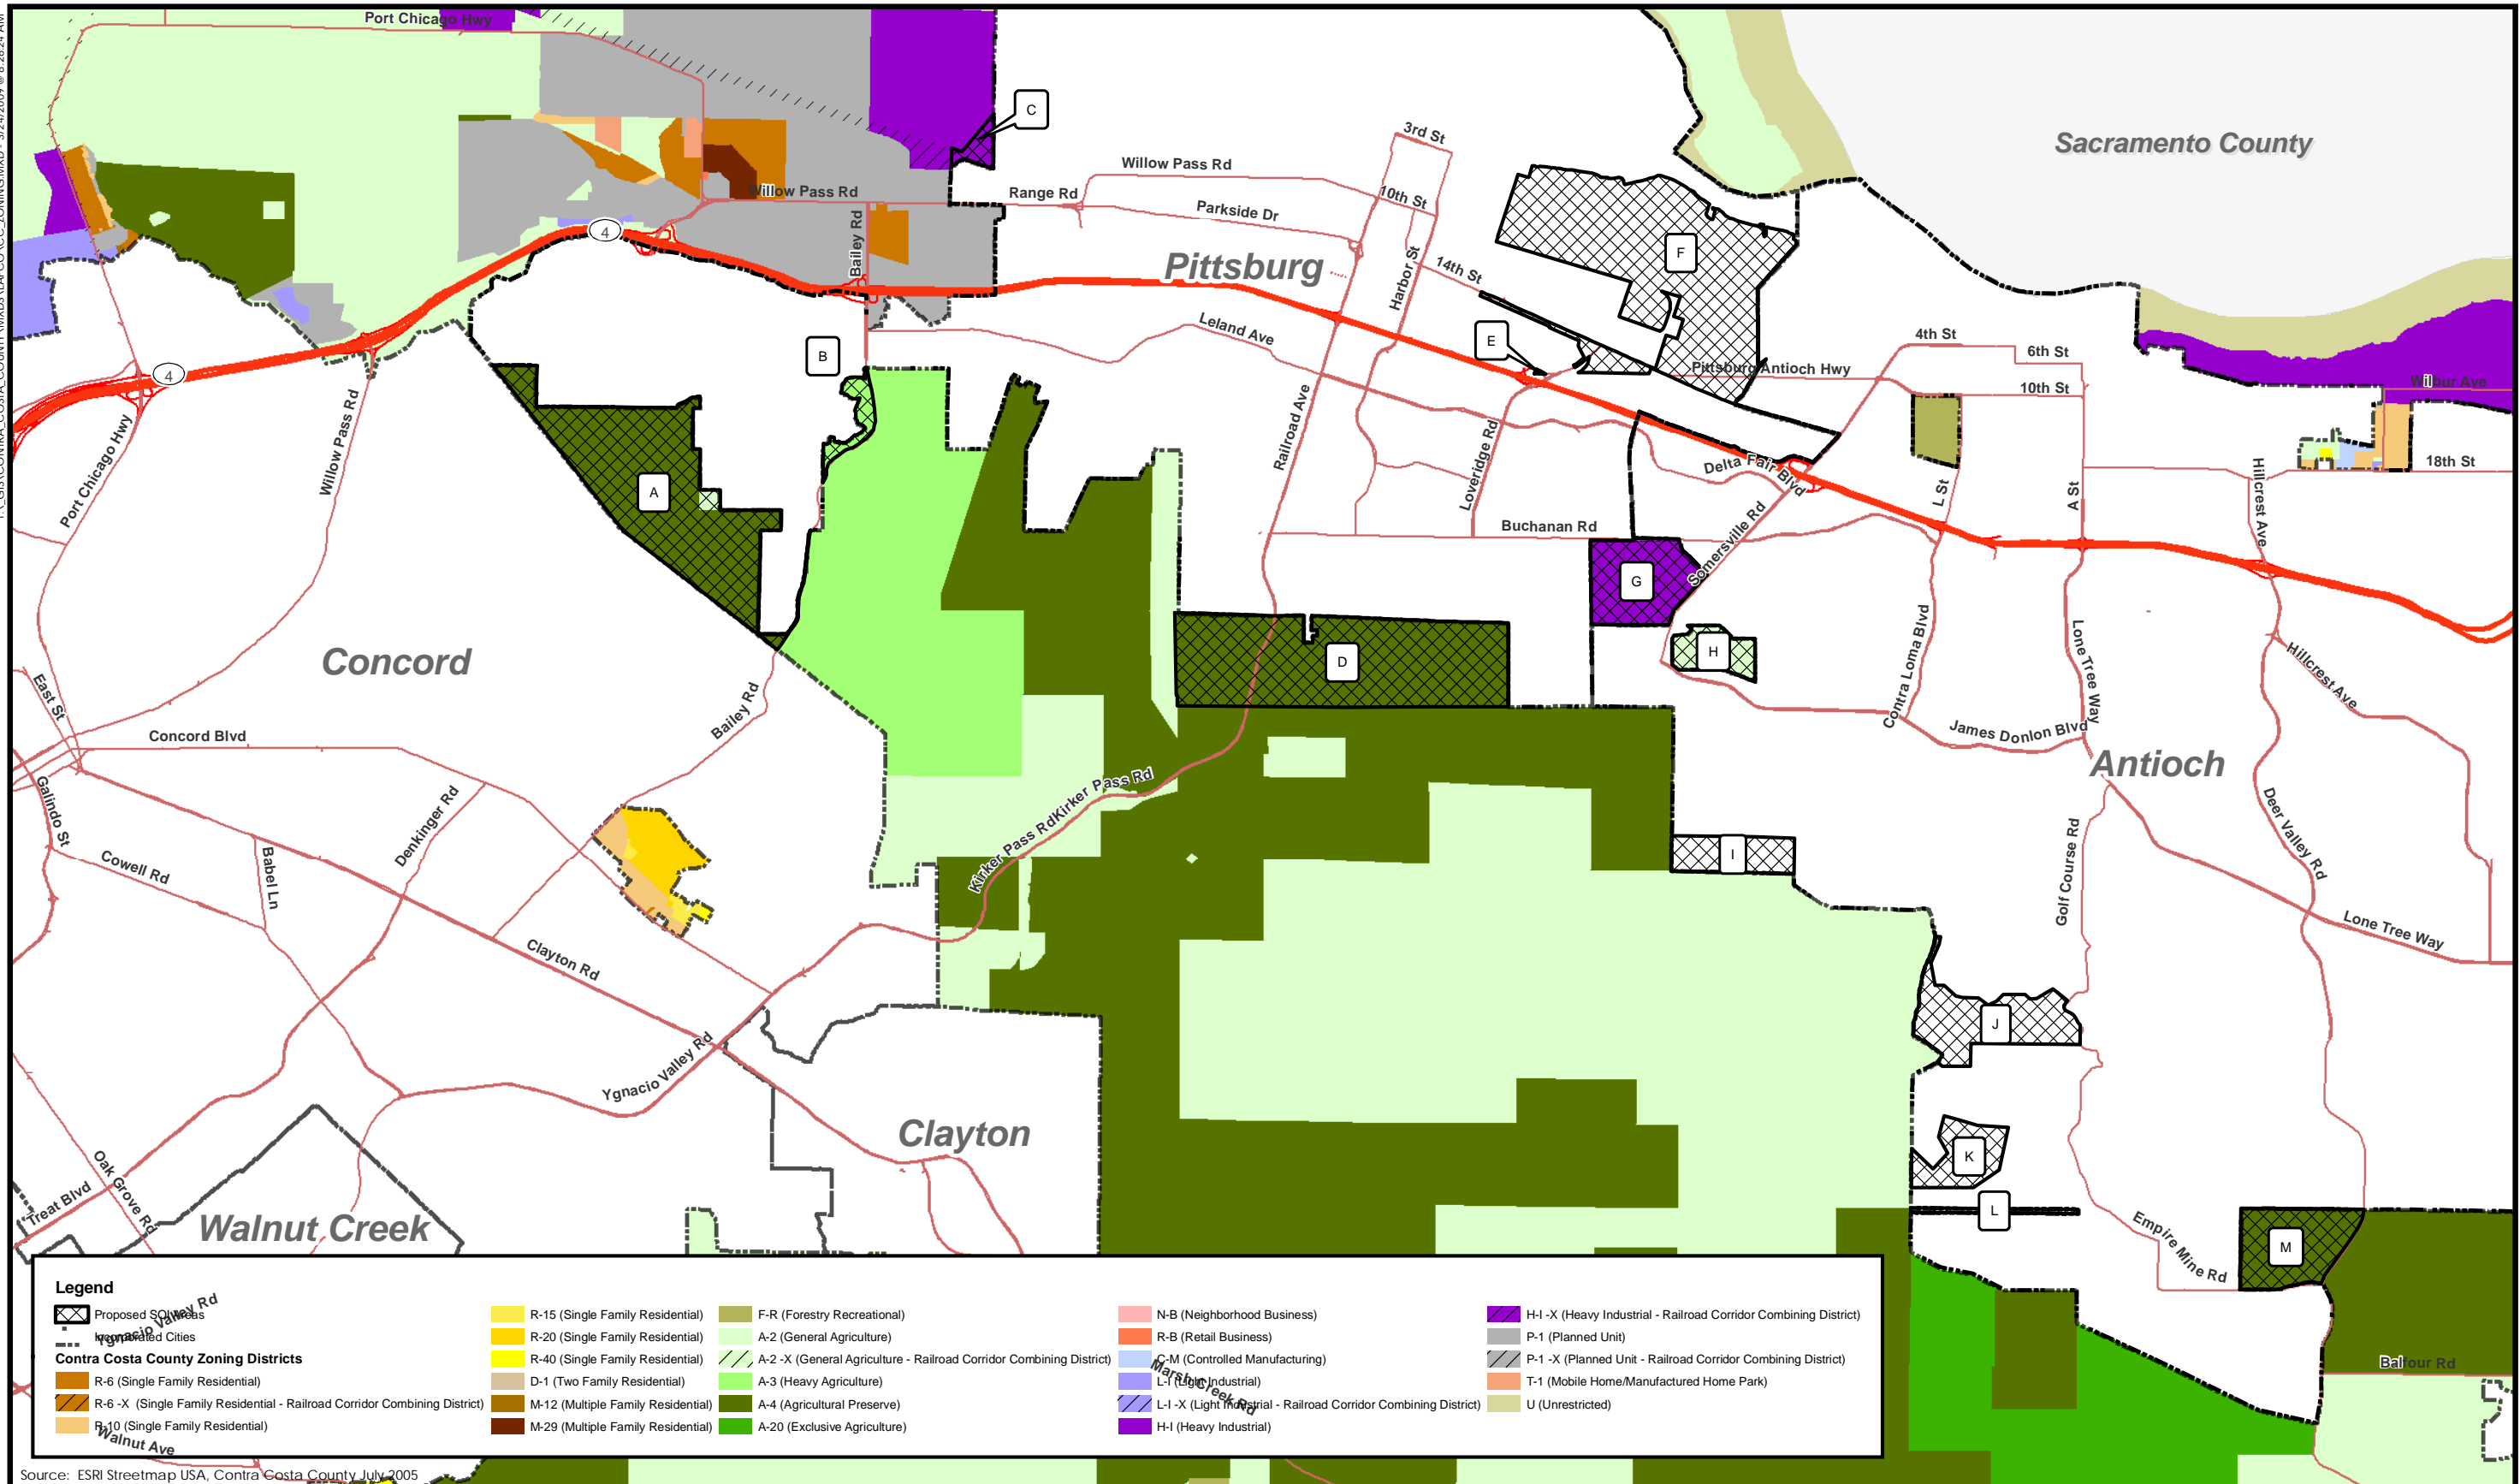 Port Chicago Hwy
C
Sacramento County
3rd St
Willow Pass Rd
10th St
Willow Pass Rd
Range Rd
Parkside Dr
Bailey Rd
4
F
Pittsburg
Harbor St
14th St
Leland Ave
E
B
4th St
6th St
Pittsburg Antioch Hwy
10th St
Wilbur Ave
4
Port Chicago Hwy
Willow Pass Rd
Railroad Ave
Loveridge Rd
Delta Fair Blvd
18th St
A
L St
A St
Hillcrest Ave
Buchanan Rd
Somersville Rd
G
H
D
Concord
Contra Loma Blvd
Lone Tree Way
Hillcrest Ave
East St
Bailey Rd
Concord Blvd
James Donlon Blvd
Antioch
Galindo St
Denkinger Rd
Kirker Pass Rd
Kirker Pass Rd
Deer Valley Rd
Cowell Rd
Babel Ln
I
Golf Course Rd
Lone Tree Way
Clayton Rd
J
Ygnacio Valley Rd
Clayton
K
Oak Grove Rd
Treat Blvd
Walnut Creek
L
Empire Mine Rd
M
Balfour Rd
Legend
Proposed SOI Areas
Incorporated Cities
Ygnacio Valley Rd
Contra Costa County Zoning Districts
R-6 (Single Family Residential)
R-6 -X (Single Family Residential - Railroad Corridor Combining District)
R-10 (Single Family Residential)
R-15 (Single Family Residential)
R-20 (Single Family Residential)
R-40 (Single Family Residential)
D-1 (Two Family Residential)
M-12 (Multiple Family Residential)
M-29 (Multiple Family Residential)
F-R (Forestry Recreational)
A-2 (General Agriculture)
A-2 -X (General Agriculture - Railroad Corridor Combining District)
A-3 (Heavy Agriculture)
A-4 (Agricultural Preserve)
A-20 (Exclusive Agriculture)
N-B (Neighborhood Business)
R-B (Retail Business)
C-M (Controlled Manufacturing)
L-I (Light Industrial)
L-I -X (Light Industrial - Railroad Corridor Combining District)
H-I (Heavy Industrial)
H-I -X (Heavy Industrial - Railroad Corridor Combining District)
P-1 (Planned Unit)
P-1 -X (Planned Unit - Railroad Corridor Combining District)
T-1 (Mobile Home/Manufactured Home Park)
U (Unrestricted)
Marsh Creek Rd
Walnut Ave
Source: ESRI Streetmap USA, Contra Costa County July 2005